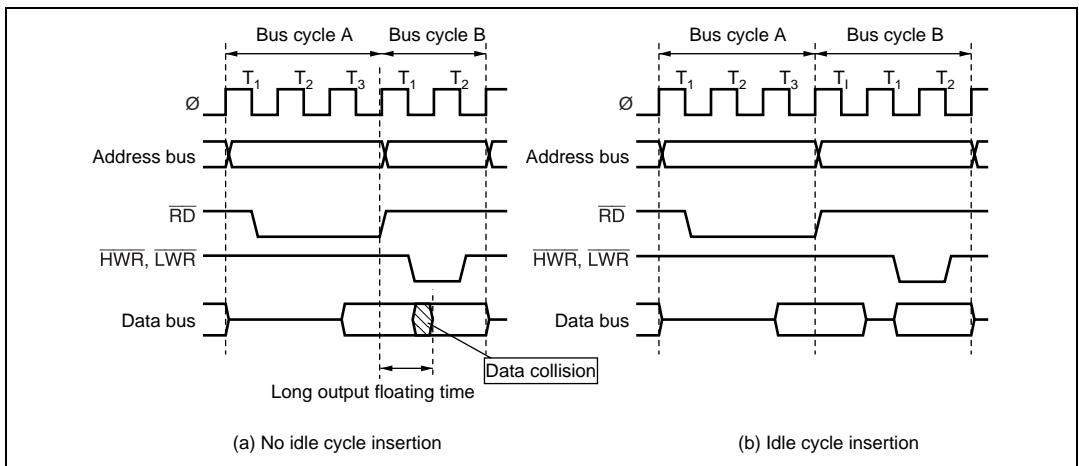 Bus cycle A
Bus cycle B
T1 T2 T3 T1 T2
Ø
Address bus
RD
HWR, LWR
Data bus
Data collision
Long output floating time
(a) No idle cycle insertion
Bus cycle A
Bus cycle B
T1 T2 T3 TI T1 T2
Ø
Address bus
RD
HWR, LWR
Data bus
(b) Idle cycle insertion